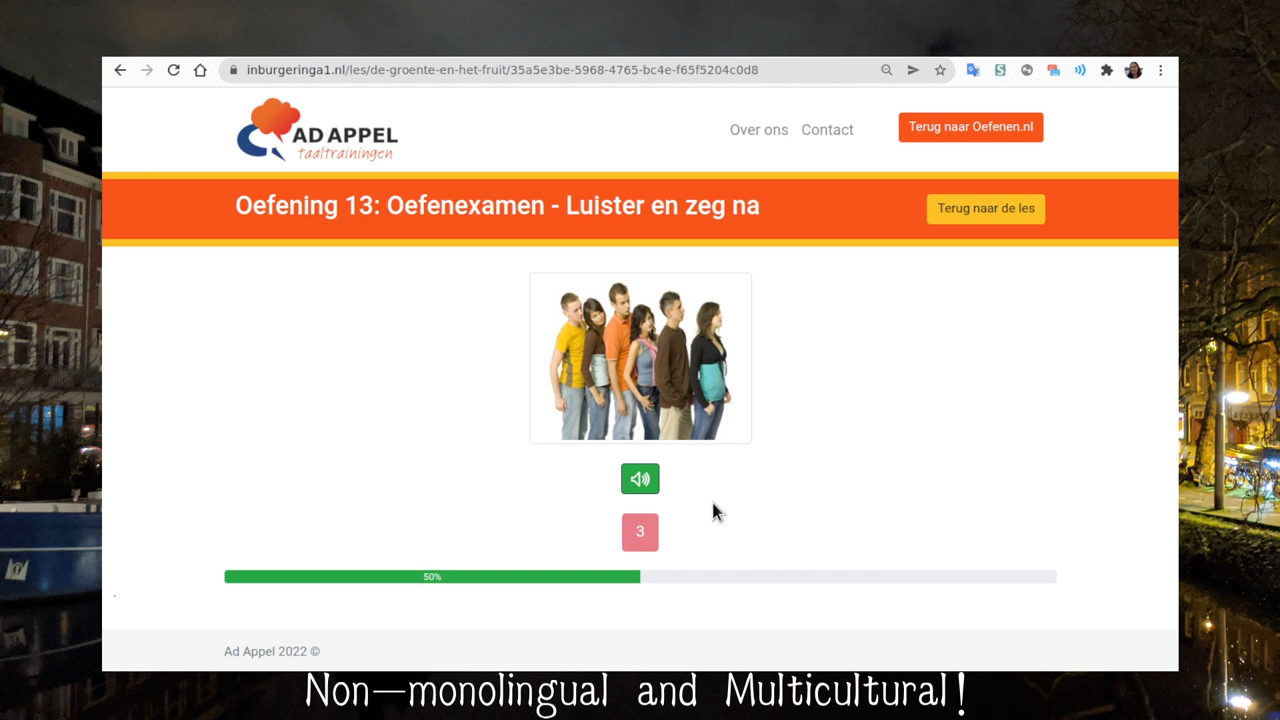 inburgeringa1.nl/les/de-groente-en-het-fruit/35a5e3be-5968-4765-bc4e-f65f5204c0d8
AD APPEL
taaltrainingen
Over ons
Contact
Terug naar Oefenen.nl
Oefening 13: Oefenexamen - Luister en zeg na
Terug naar de les
3
50%
Ad Appel 2022 ©
Non-monolingual and Multicultural!